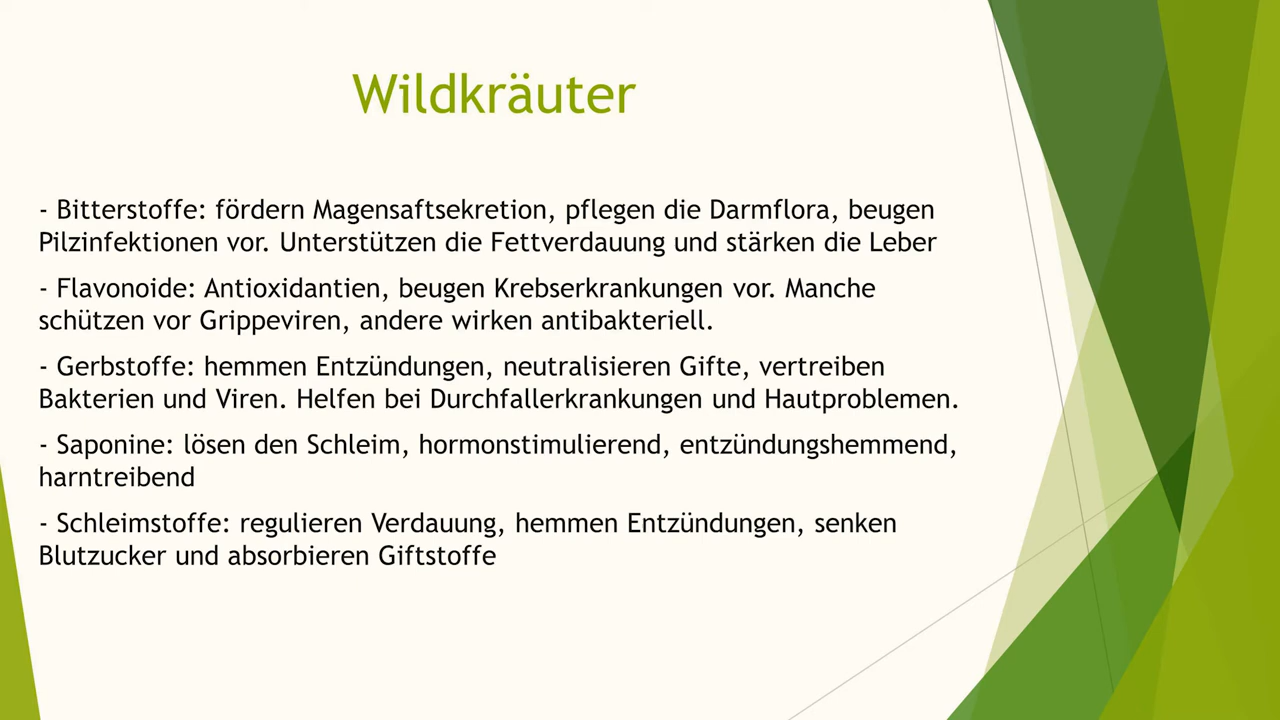 Wildkräuter
- Bitterstoffe: fördern Magensaftsekretion, pflegen die Darmflora, beugen
Pilzinfektionen vor. Unterstützen die Fettverdauung und stärken die Leber
- Flavonoide: Antioxidantien, beugen Krebserkrankungen vor. Manche
schützen vor Grippeviren, andere wirken antibakteriell.
- Gerbstoffe: hemmen Entzündungen, neutralisieren Gifte, vertreiben
Bakterien und Viren. Helfen bei Durchfallerkrankungen und Hautproblemen.
- Saponine: lösen den Schleim, hormonstimulierend, entzündungshemmend,
harntreibend
- Schleimstoffe: regulieren Verdauung, hemmen Entzündungen, senken
Blutzucker und absorbieren Giftstoffe